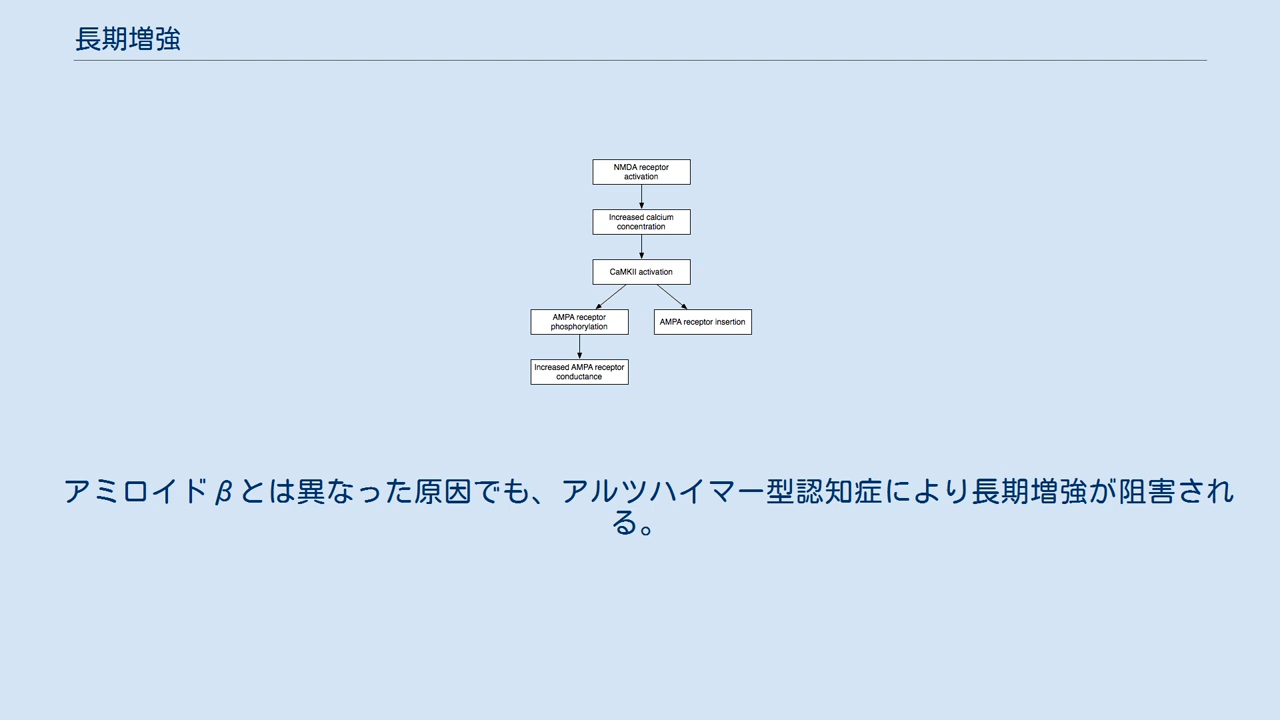 長期増強
NMDA receptor
activation
Increased calcium
concentration
CaMKII activation
AMPA receptor
phosphorylation
AMPA receptor insertion
Increased AMPA receptor
conductance
アミロイドβとは異なった原因でも、アルツハイマー型認知症により長期増強が阻害され
る。